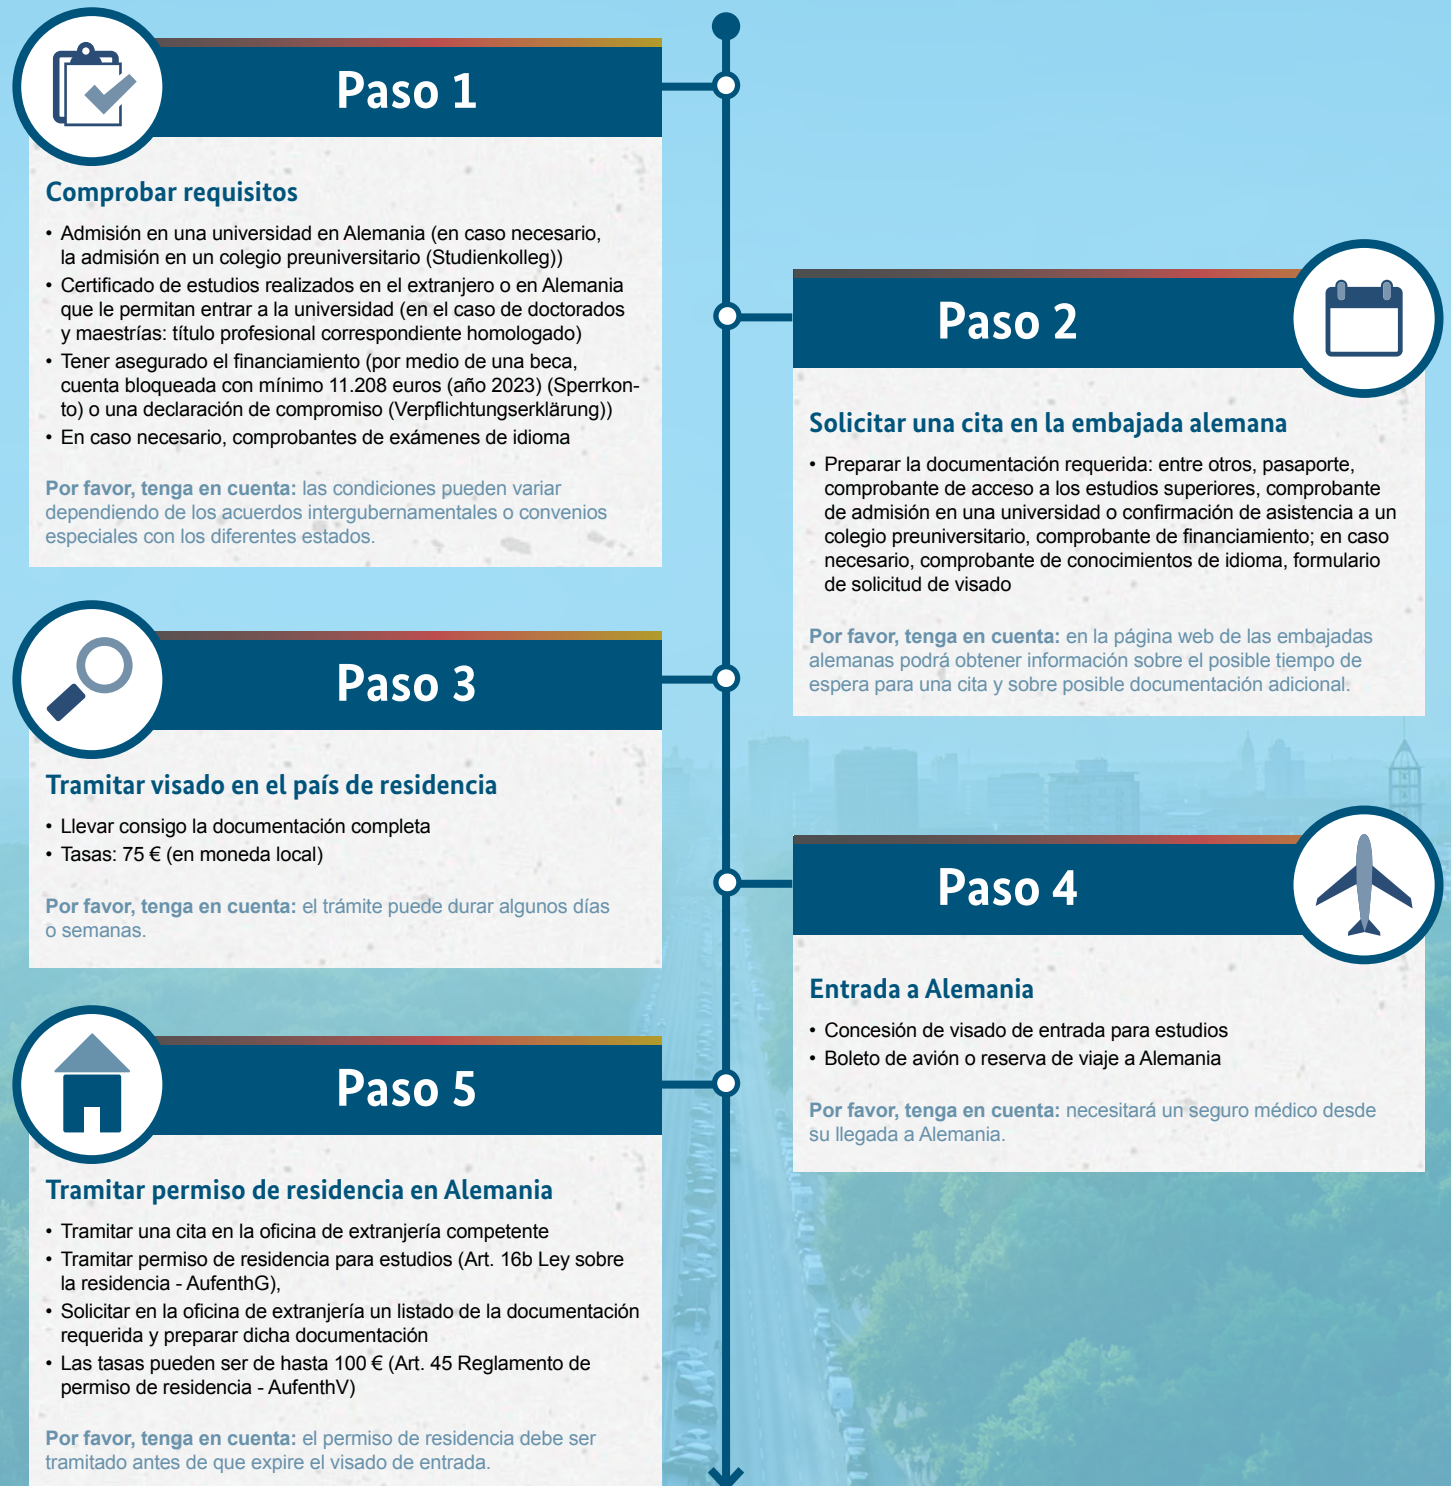 Paso 1
Comprobar requisitos
• Admisión en una universidad en Alemania (en caso necesario,
la admisión en un colegio preuniversitario (Studienkolleg))
• Certificado de estudios realizados en el extranjero o en Alemania
que le permitan entrar a la universidad (en el caso de doctorados
y maestrías: título profesional correspondiente homologado)
• Tener asegurado el financiamiento (por medio de una beca,
cuenta bloqueada con mínimo 11.208 euros (año 2023) (Sperrkon-
to) o una declaración de compromiso (Verpflichtungserklärung))
• En caso necesario, comprobantes de exámenes de idioma
Por favor, tenga en cuenta: las condiciones pueden variar
dependiendo de los acuerdos intergubernamentales o convenios
especiales con los diferentes estados.
Paso 2
Solicitar una cita en la embajada alemana
• Preparar la documentación requerida: entre otros, pasaporte,
comprobante de acceso a los estudios superiores, comprobante
de admisión en una universidad o confirmación de asistencia a un
colegio preuniversitario, comprobante de financiamiento; en caso
necesario, comprobante de conocimientos de idioma, formulario
de solicitud de visado
Por favor, tenga en cuenta: en la página web de las embajadas
alemanas podrá obtener información sobre el posible tiempo de
espera para una cita y sobre posible documentación adicional.
Paso 3
Tramitar visado en el país de residencia
• Llevar consigo la documentación completa
• Tasas: 75 € (en moneda local)
Por favor, tenga en cuenta: el trámite puede durar algunos días
o semanas.
Paso 4
Entrada a Alemania
• Concesión de visado de entrada para estudios
• Boleto de avión o reserva de viaje a Alemania
Por favor, tenga en cuenta: necesitará un seguro médico desde
su llegada a Alemania.
Paso 5
Tramitar permiso de residencia en Alemania
• Tramitar una cita en la oficina de extranjería competente
• Tramitar permiso de residencia para estudios (Art. 16b Ley sobre
la residencia - AufenthG),
• Solicitar en la oficina de extranjería un listado de la documentación
requerida y preparar dicha documentación
• Las tasas pueden ser de hasta 100 € (Art. 45 Reglamento de
permiso de residencia - AufenthV)
Por favor, tenga en cuenta: el permiso de residencia debe ser
tramitado antes de que expire el visado de entrada.